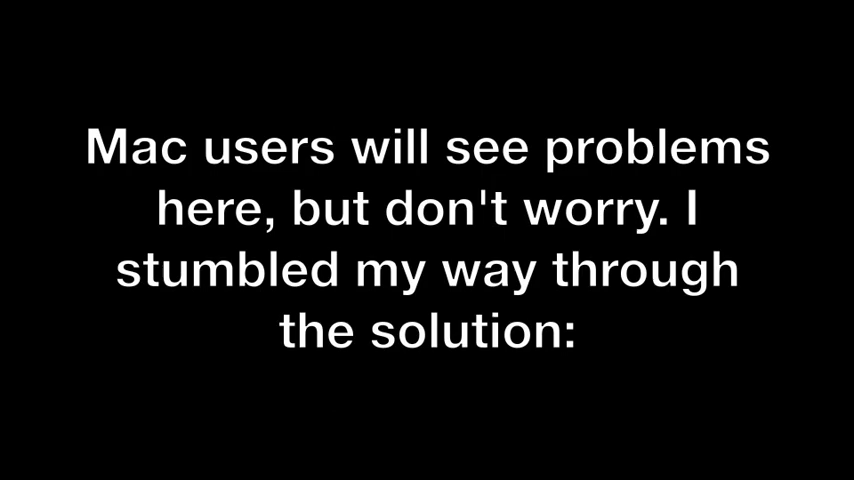 Mac users will see problems
here, but don't worry. I
stumbled my way through
the solution: